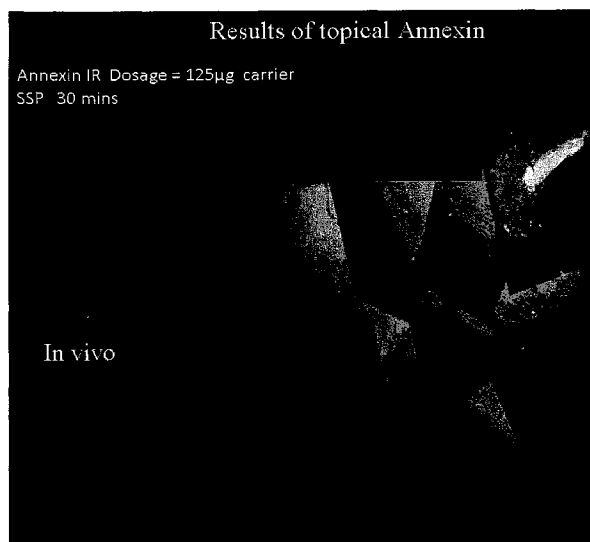 Results of topical Annexin
Annexin IR Dosage = 125µg carrier
SSP 30 mins
In vivo